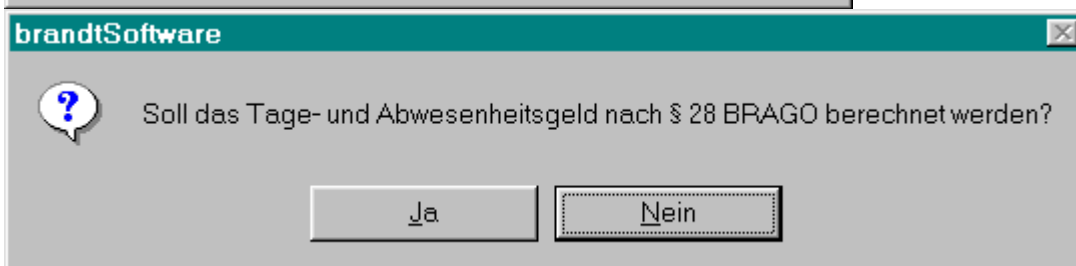 brandtSoftware
Soll das Tage- und Abwesenheitsgeld nach § 28 BRAGO berechnet werden?
Ja
Nein